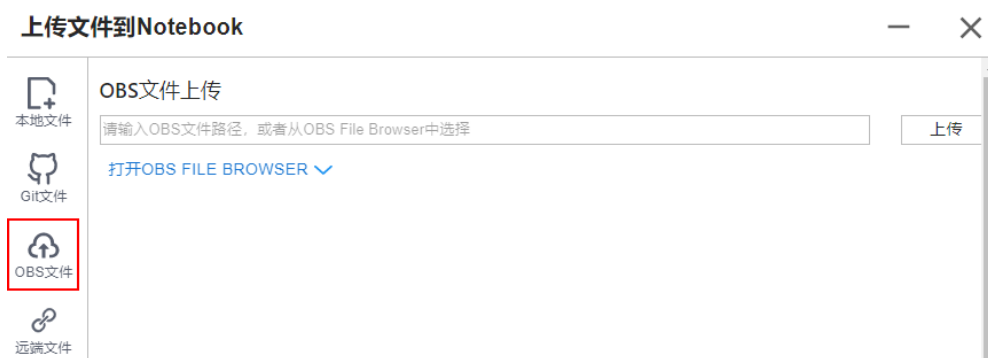 上传文件到Notebook
本地文件
Git文件
OBS文件
远端文件
OBS文件上传
请输入OBS文件路径，或者从OBS File Browser中选择
上传
打开OBS FILE BROWSER